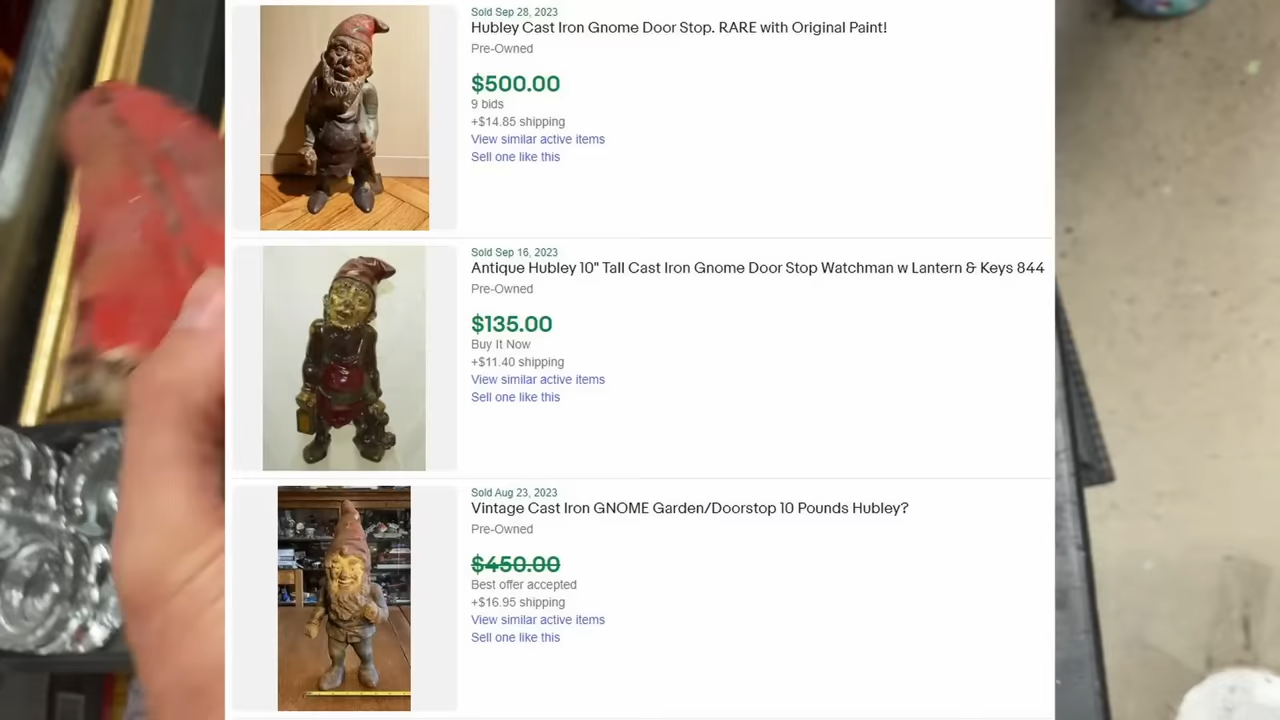 Sold Sep 28, 2023
Hubley Cast Iron Gnome Door Stop. RARE with Original Paint!
Pre-Owned
$500.00
9 bids
+$14.85 shipping
View similar active items
Sell one like this
Sold Sep 16, 2023
Antique Hubley 10" Tall Cast Iron Gnome Door Stop Watchman w Lantern & Keys 844
Pre-Owned
$135.00
Buy It Now
+$11.40 shipping
View similar active items
Sell one like this
Sold Aug 23, 2023
Vintage Cast Iron GNOME Garden/Doorstop 10 Pounds Hubley?
Pre-Owned
$450.00
Best offer accepted
+$16.95 shipping
View similar active items
Sell one like this